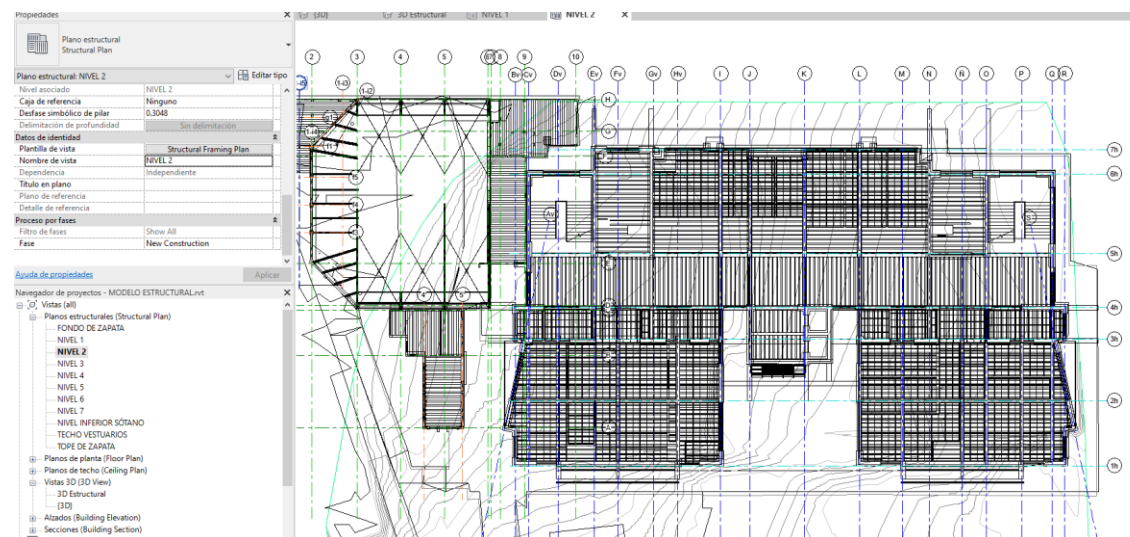 Propiedades
{3D}
3D Estructural
NIVEL 1
NIVEL 2
Plano estructural
Structural Plan
Plano estructural: NIVEL 2
Editar tipo
Nivel asociado NIVEL 2
Caja de referencia Ninguno
Desfase simbólico de pilar 0.3048
Delimitación de profundidad Sin delimitación
Datos de identidad
Plantilla de vista Structural Framing Plan
Nombre de vista NIVEL 2
Dependencia Independiente
Título en plano
Plano de referencia
Detalle de referencia
Proceso por fases
Filtro de fases Show All
Fase New Construction
Ayuda de propiedades Aplicar
Navegador de proyectos - MODELO ESTRUCTURAL.rvt
Vistas (all)
Planos estructurales (Structural Plan)
FONDO DE ZAPATA
NIVEL 1
NIVEL 2
NIVEL 3
NIVEL 4
NIVEL 5
NIVEL 6
NIVEL 7
NIVEL INFERIOR SÓTANO
TECHO VESTUARIOS
TOPE DE ZAPATA
Planos de planta (Floor Plan)
Planos de techo (Ceiling Plan)
Vistas 3D (3D View)
3D Estructural
{3D}
Alzados (Building Elevation)
Secciones (Building Section)
2 3 4 5 8 9 10
Bv Cv Dv Ev Fv Gv Hv I J K L M N Ñ O P Q R
1-i3
1-i2
1-i4
H
G
Av
S
A
7h
6h
5h
4h
3h
2h
1h